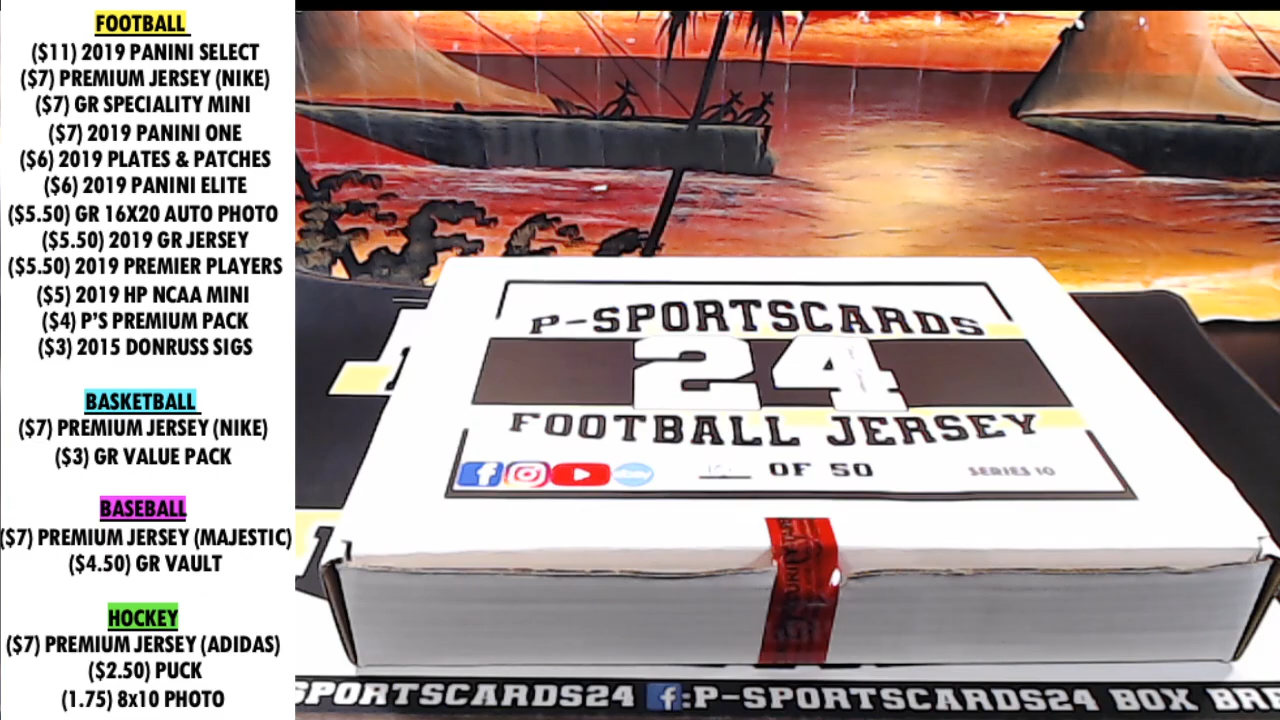 FOOTBALL
($11) 2019 PANINI SELECT
($7) PREMIUM JERSEY (NIKE)
($7) GR SPECIALITY MINI
($7) 2019 PANINI ONE
($6) 2019 PLATES & PATCHES
($6) 2019 PANINI ELITE
($5.50) GR 16X20 AUTO PHOTO
($5.50) 2019 GR JERSEY
($5.50) 2019 PREMIER PLAYERS
($5) 2019 HP NCAA MINI
($4) P'S PREMIUM PACK
($3) 2015 DONRUSS SIGS
BASKETBALL
($7) PREMIUM JERSEY (NIKE)
($3) GR VALUE PACK
BASEBALL
($7) PREMIUM JERSEY (MAJESTIC)
($4.50) GR VAULT
HOCKEY
($7) PREMIUM JERSEY (ADIDAS)
($2.50) PUCK
(1.75) 8x10 PHOTO
P-SPORTSCARDS
24
FOOTBALL JERSEY
OF 50
SERIES 10
SPORTSCARDS24 f:P-SPORTSCARDS24 BOX BRE